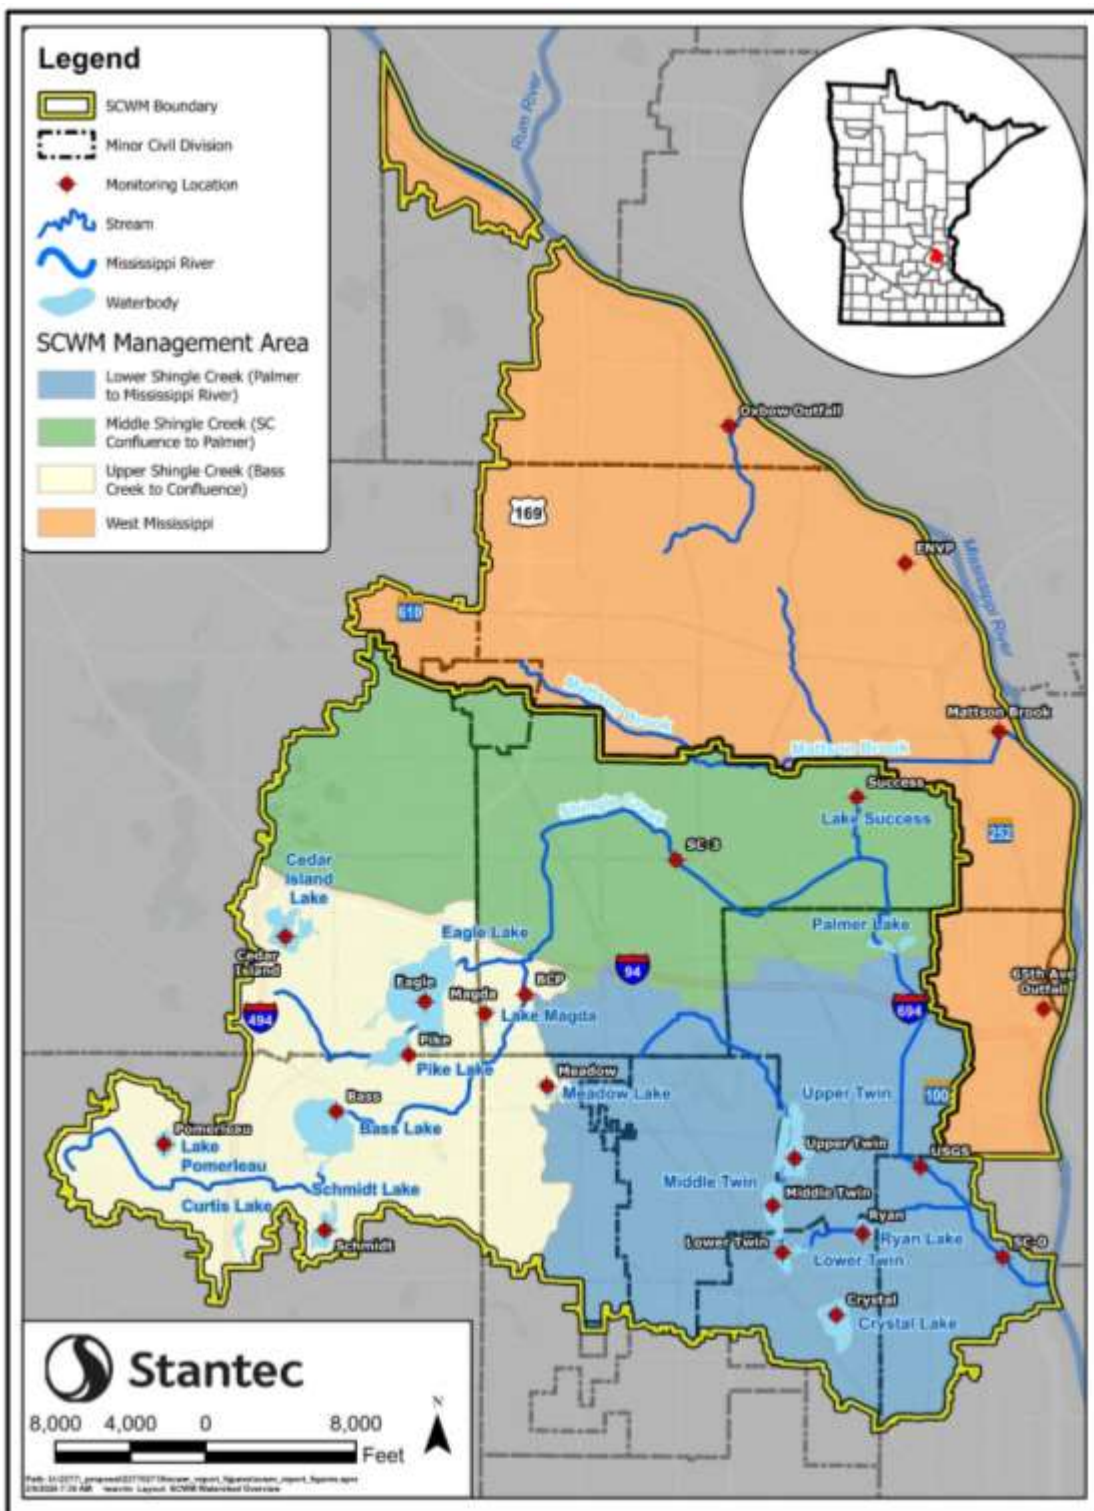 Legend
SCWM Boundary
Minor Civil Division
Monitoring Location
Stream
Mississippi River
Waterbody
SCWM Management Area
Lower Shingle Creek (Palmer
to Mississippi River)
Middle Shingle Creek (SC
Confluence to Palmer)
Upper Shingle Creek (Bass
Creek to Confluence)
West Mississippi
Rum River
Oxbow Outfall
169
ENVP
Mississippi River
610
Mattson Brook
Mattson Brook
Mattson Brook
Success
Lake Success
Shingle Creek
SC-3
252
Cedar
Island
Lake
Palmer Lake
Eagle Lake
Cedar
Island
94
65th Ave
Outfall
Eagle
Magda
BCP
Lake Magda
494
694
Pike
Pike Lake
Meadow
Meadow Lake
Upper Twin
100
Bass
Bass Lake
Pomerleau
Lake
Pomerleau
Upper Twin
USGS
Schmidt Lake
Middle Twin
Middle Twin
Curtis Lake
Ryan
Ryan Lake
Schmidt
Lower Twin
Lower Twin
SC-0
Crystal
Crystal Lake
Stantec
N
8,000 4,000 0 8,000
Feet